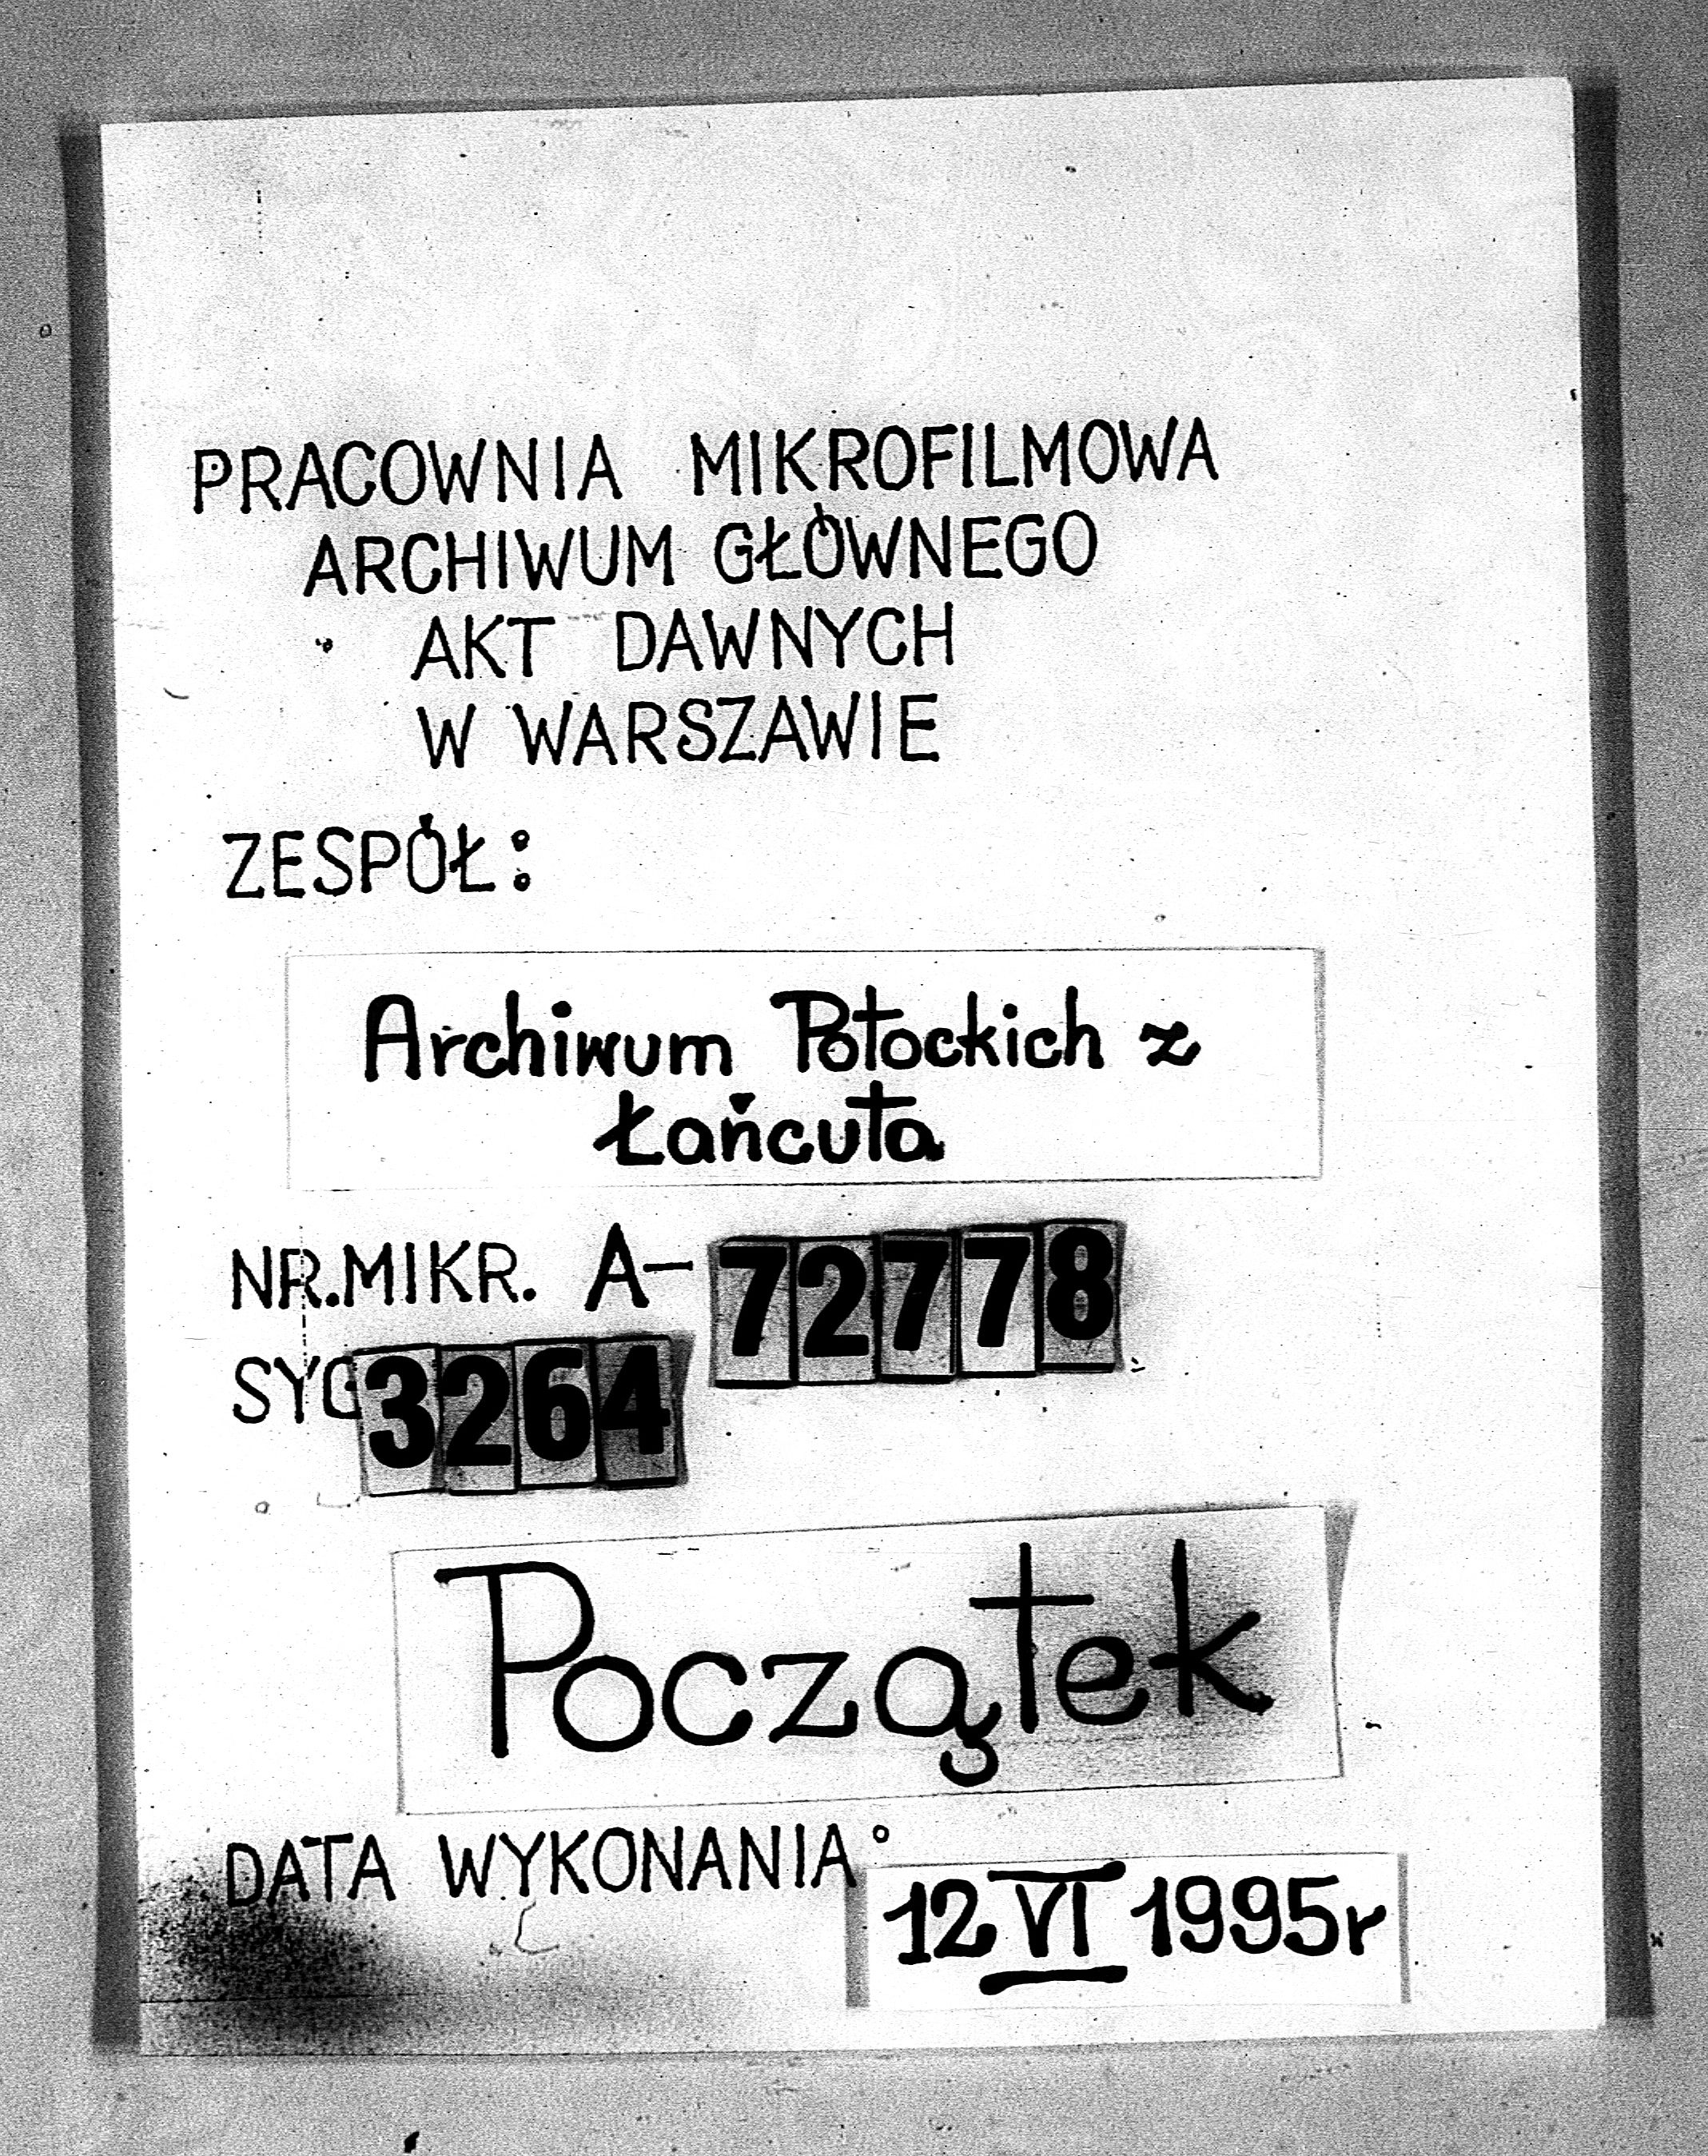 PRACOWNIA MIKROFILMOWA
ARCHIWUM GŁÓWNEGO
AKT DAWNYCH
W WARSZAWIE
ZESPÓŁ:
Archiwum Potockich z
Łańcuta
NR.MIKR. A-72778
SYG 3264
Początek
DATA WYKONANIA:
12 VI 1995r